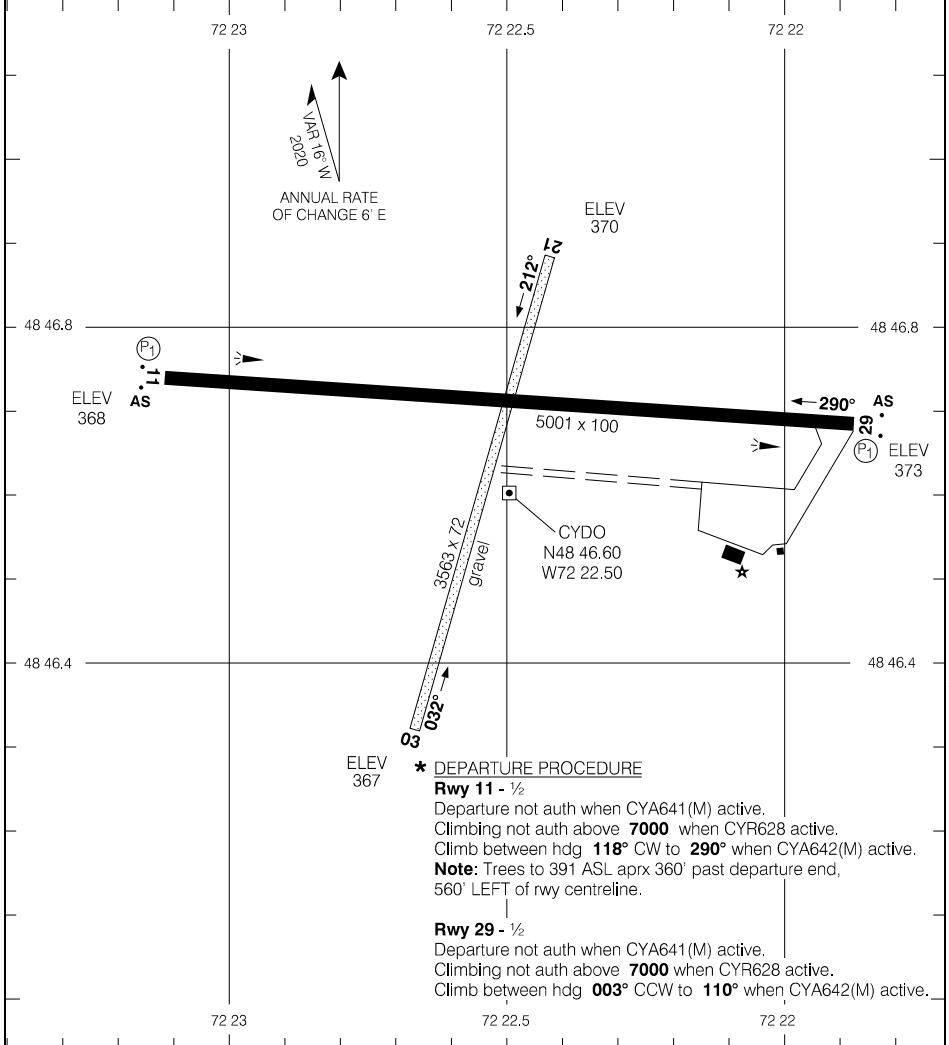 72 23
72 22.5
72 22
VAR 16° W
2020
ANNUAL RATE
OF CHANGE 6' E
ELEV
370
21
212°
48 46.8
48 46.8
P1
11
AS
ELEV
368
290°
AS
29
P1
ELEV
373
5001 x 100
3563 x 72
gravel
CYDO
N48 46.60
W72 22.50
48 46.4
48 46.4
032°
03
ELEV
367
* DEPARTURE PROCEDURE
Rwy 11 - ½
Departure not auth when CYA641(M) active.
Climbing not auth above 7000 when CYR628 active.
Climb between hdg 118° CW to 290° when CYA642(M) active.
Note: Trees to 391 ASL aprx 360' past departure end,
560' LEFT of rwy centreline.
Rwy 29 - ½
Departure not auth when CYA641(M) active.
Climbing not auth above 7000 when CYR628 active.
Climb between hdg 003° CCW to 110° when CYA642(M) active.
72 23
72 22.5
72 22